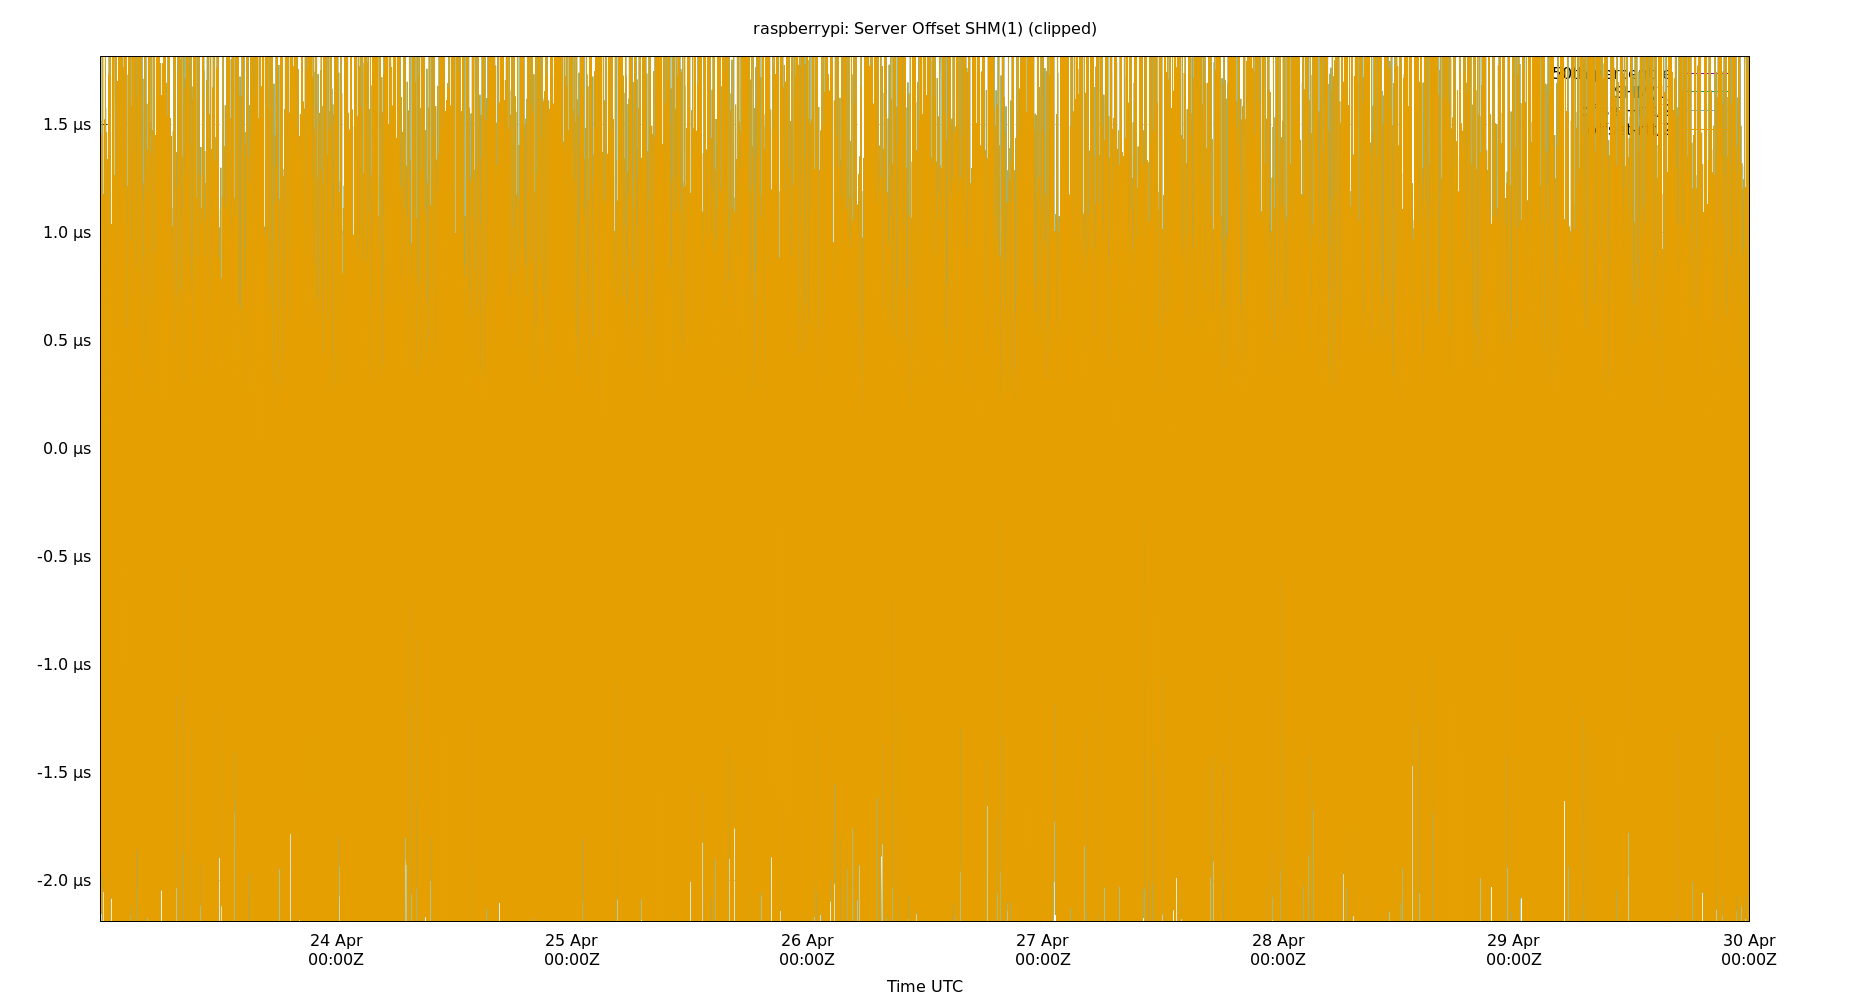 raspberrypi: Server Offset SHM(1) (clipped)
1.5 µs
1.0 µs
0.5 µs
0.0 µs
-0.5 µs
-1.0 µs
-1.5 µs
-2.0 µs
24 Apr 25 Apr 26 Apr 27 Apr 28 Apr 29 Apr 30 Apr
00:00Z 00:00Z 00:00Z 00:00Z 00:00Z 00:00Z 00:00Z
Time UTC